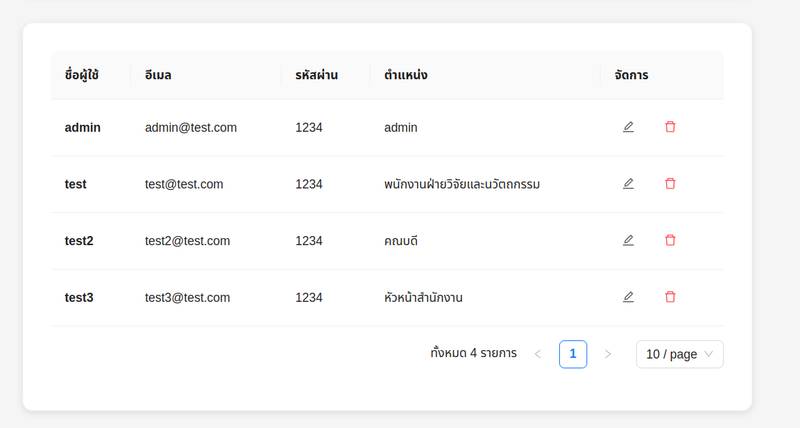 ชื่อผู้ใช้ อีเมล รหัสผ่าน ตำแหน่ง จัดการ
admin admin@test.com 1234 admin
test test@test.com 1234 พนักงานฝ่ายวิจัยและนวัตถกรรม
test2 test2@test.com 1234 คณบดี
test3 test3@test.com 1234 หัวหน้าสำนักงาน
ทั้งหมด 4 รายการ 1 10 / page